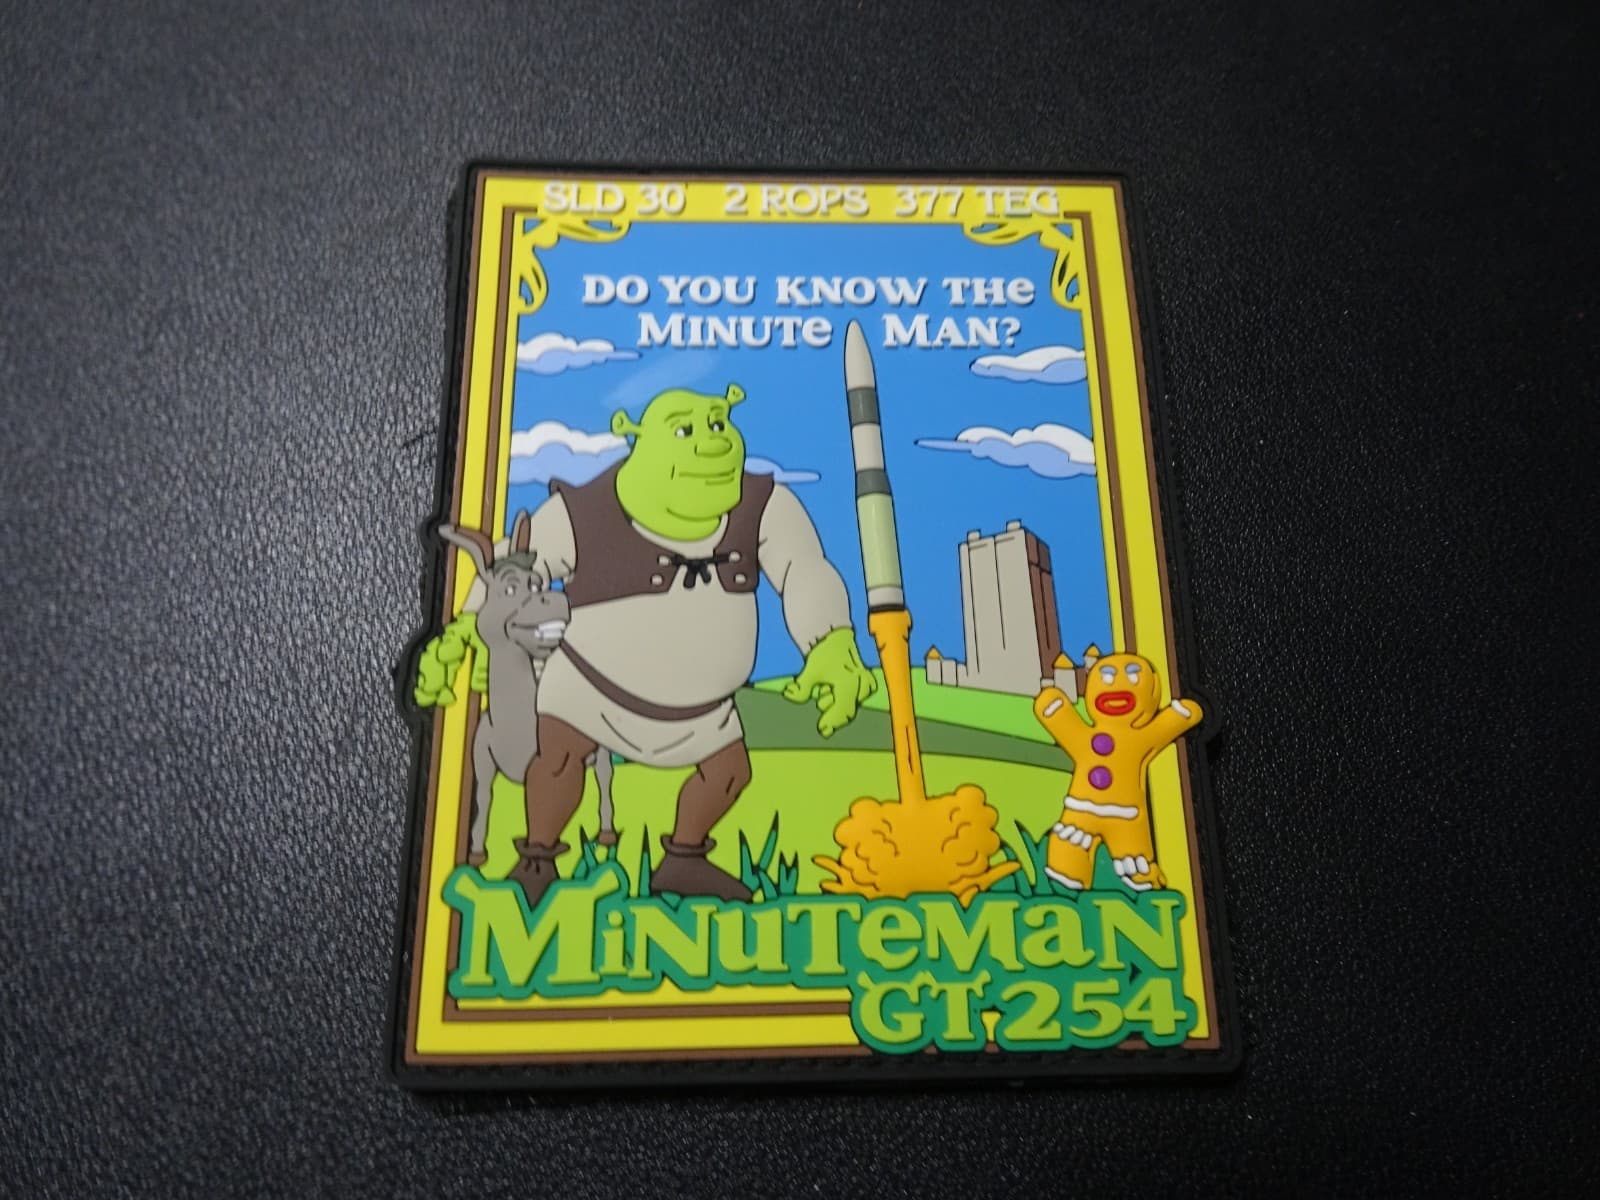 SLD 30 2 ROPS 377 TEG
DO YOU KNOW THe
MINUTe MAN?
MiNuTeMaN
GT 254